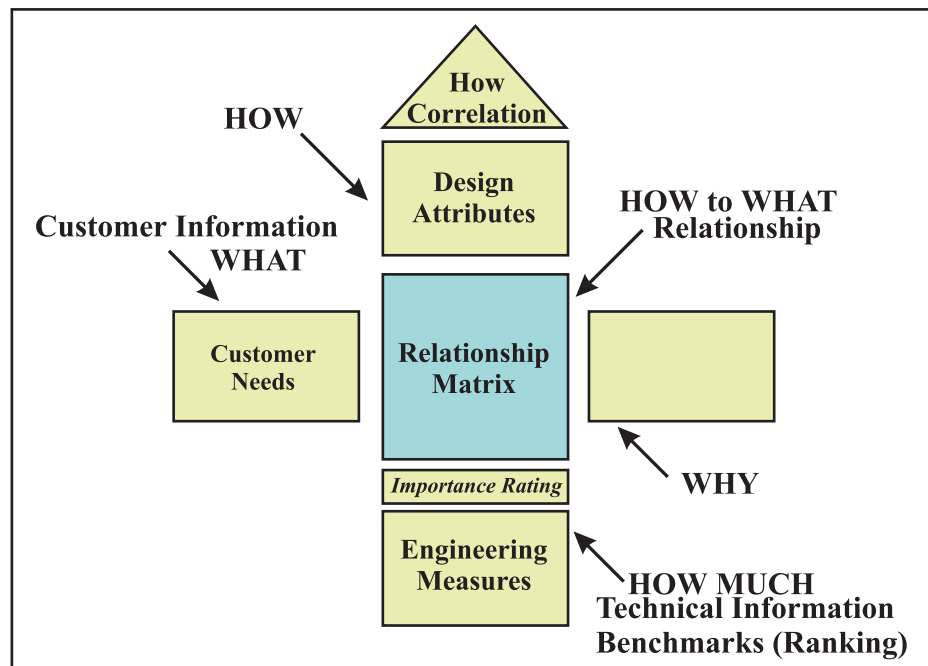 How
Correlation
HOW
Design
Attributes
HOW to WHAT
Relationship
Customer Information
WHAT
Customer
Needs
Relationship
Matrix
WHY
Importance Rating
Engineering
Measures
HOW MUCH
Technical Information
Benchmarks (Ranking)